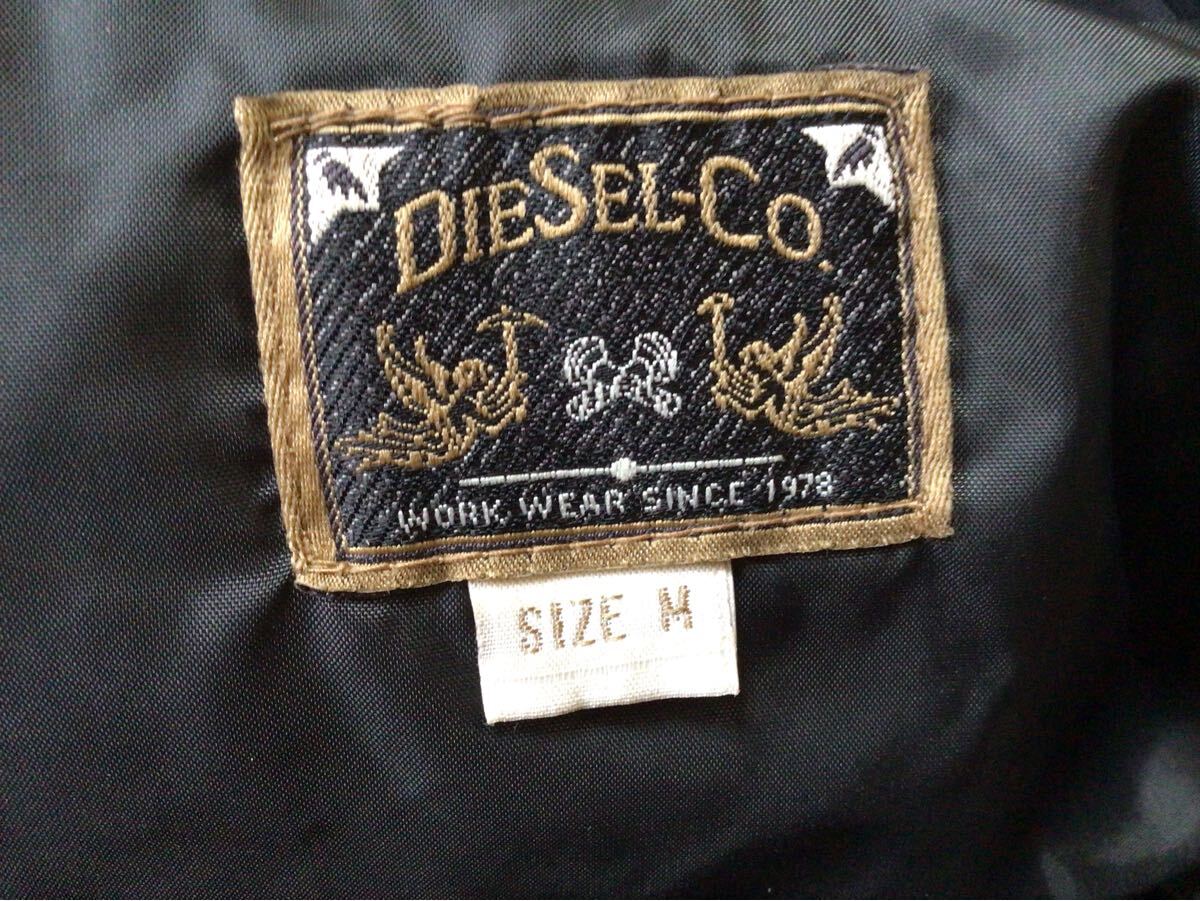 DIESEL-CO.
WORK WEAR SINCE 1978
SIZE M